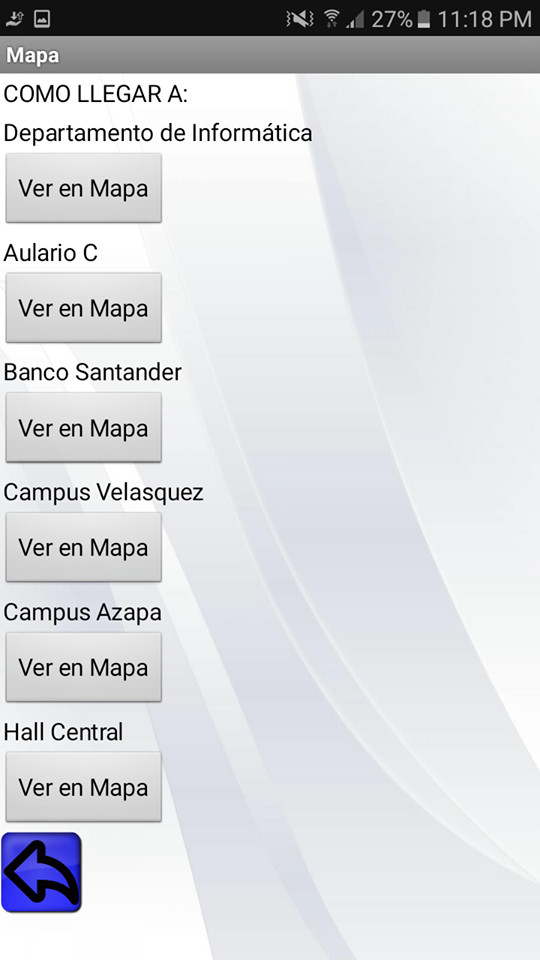 27% 11:18 PM
Mapa
COMO LLEGAR A:
Departamento de Informática
Ver en Mapa
Aulario C
Ver en Mapa
Banco Santander
Ver en Mapa
Campus Velasquez
Ver en Mapa
Campus Azapa
Ver en Mapa
Hall Central
Ver en Mapa